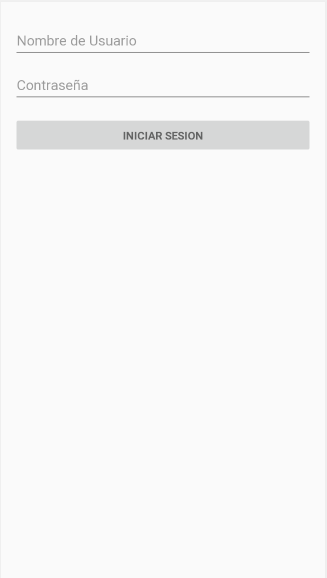 Nombre de Usuario
Contraseña
INICIAR SESION